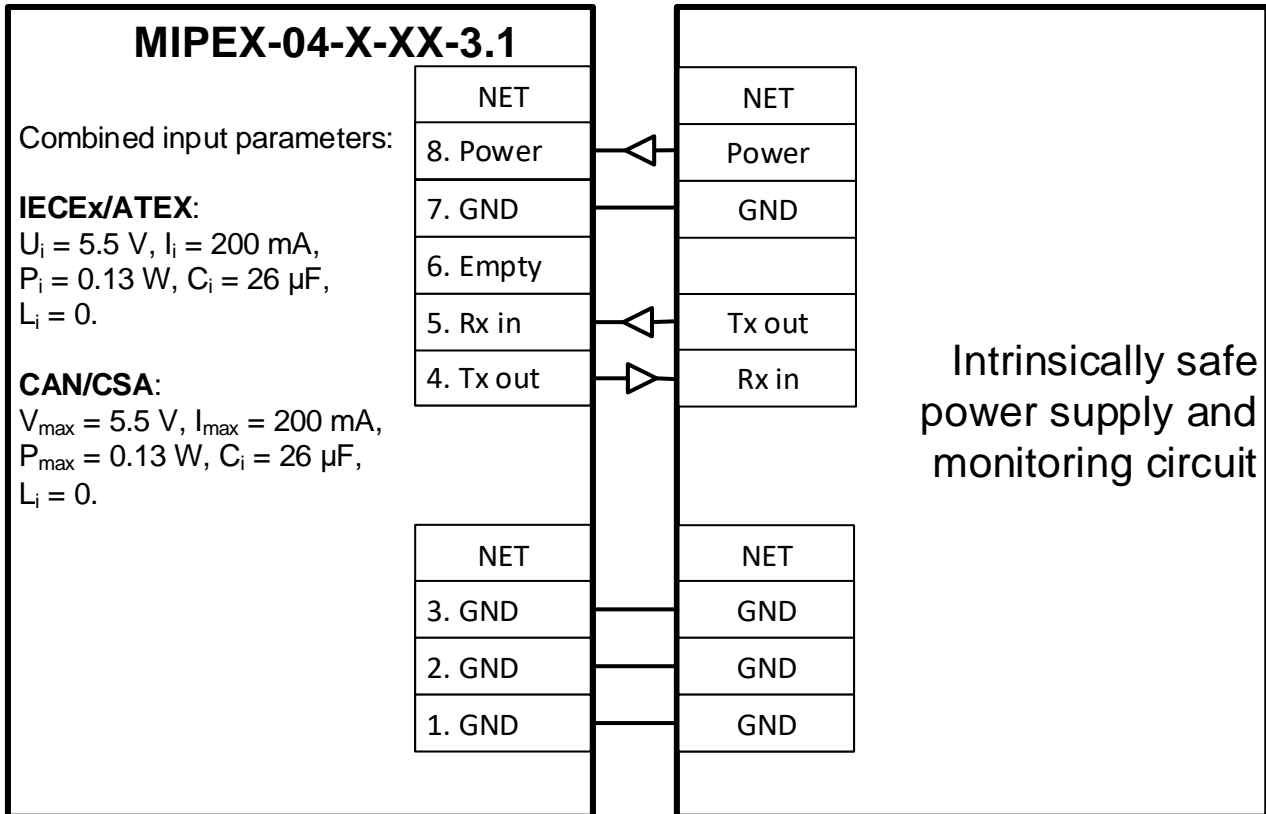 MIPEX-04-X-XX-3.1
Combined input parameters:
IECEx/ATEX:
Uᵢ = 5.5 V, Iᵢ = 200 mA,
Pᵢ = 0.13 W, Cᵢ = 26 µF,
Lᵢ = 0.
CAN/CSA:
Vₘₐₓ = 5.5 V, Iₘₐₓ = 200 mA,
Pₘₐₓ = 0.13 W, Cᵢ = 26 µF,
Lᵢ = 0.
NET
8. Power
7. GND
6. Empty
5. Rx in
4. Tx out
NET
3. GND
2. GND
1. GND
NET
Power
GND
Tx out
Rx in
NET
GND
GND
GND
Intrinsically safe
power supply and
monitoring circuit